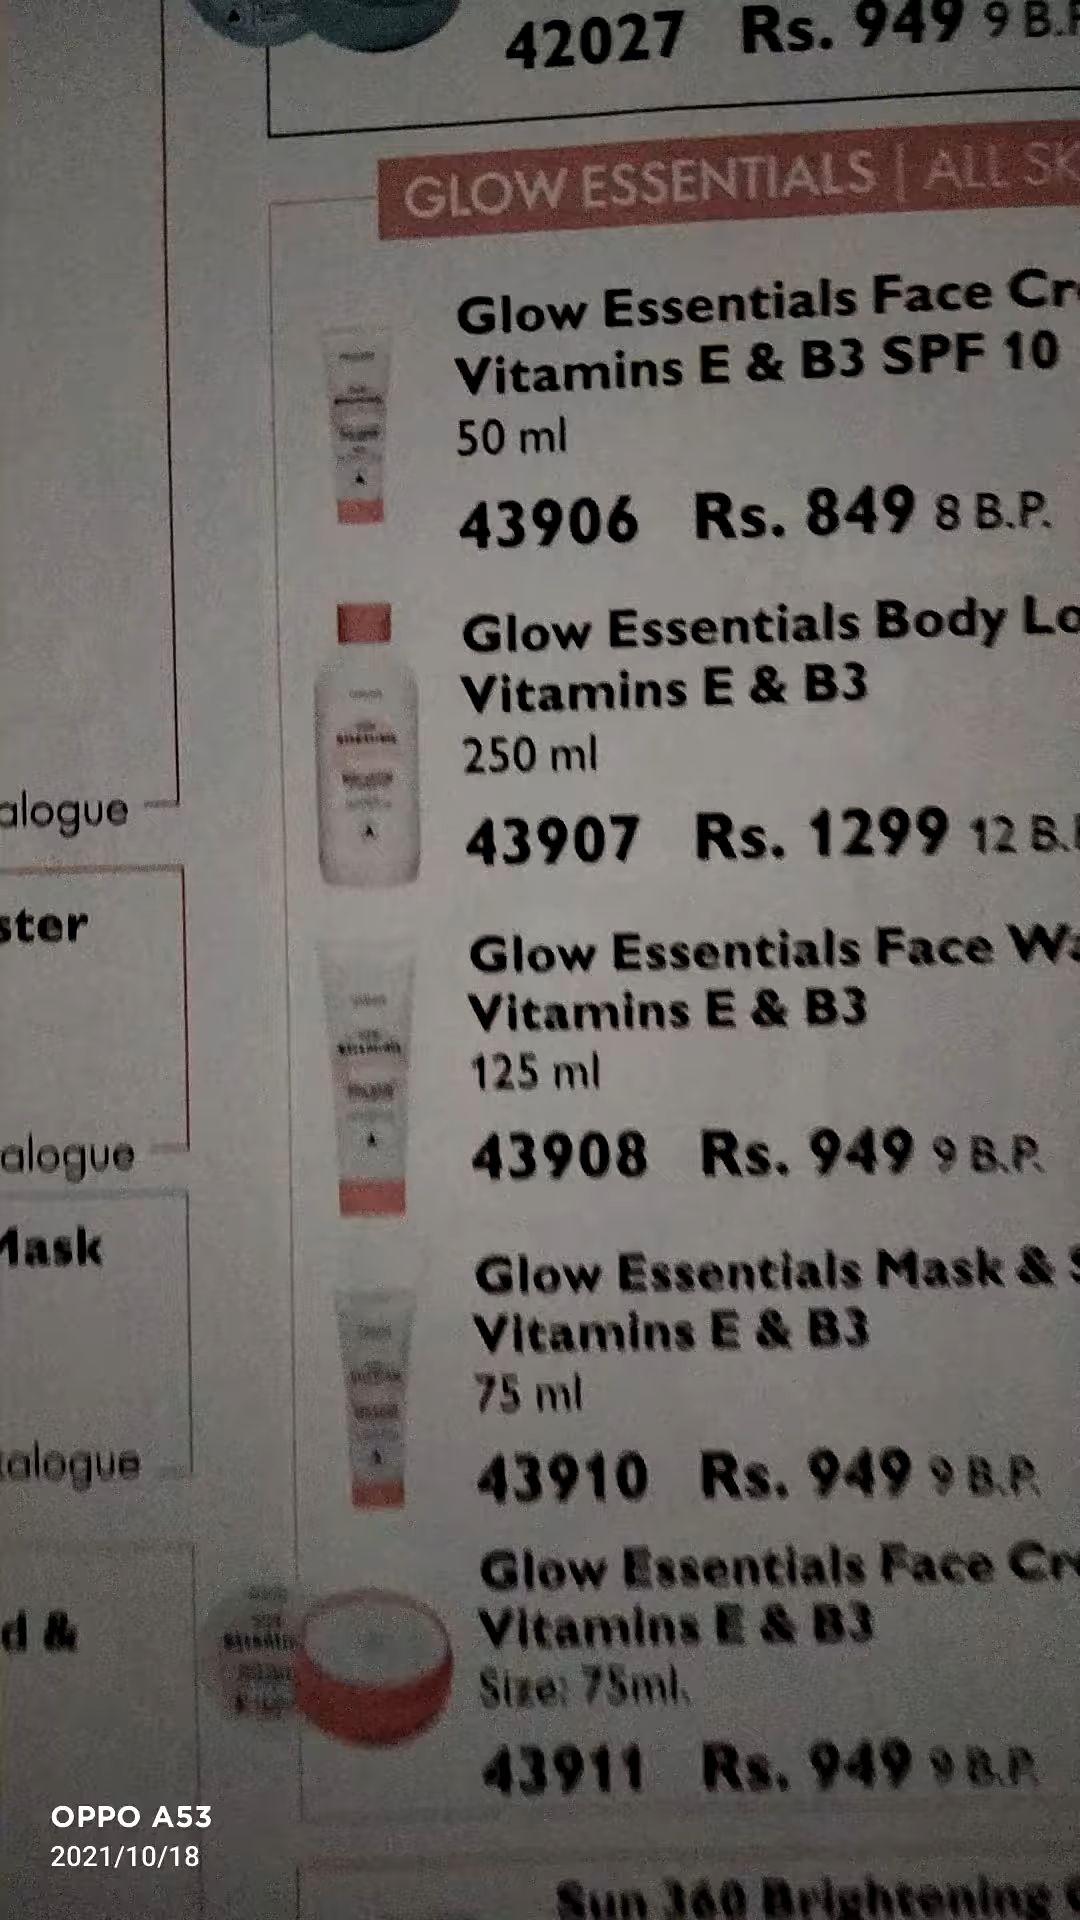 42027 Rs. 949 9 B.P
GLOW ESSENTIALS | ALL SK
Glow Essentials Face Cr
Vitamins E & B3 SPF 10
50 ml
43906 Rs. 849 8 B.P.
Glow Essentials Body Lo
Vitamins E & B3
250 ml
43907 Rs. 1299 12 B.
Glow Essentials Face Wa
Vitamins E & B3
125 ml
43908 Rs. 949 9 B.P.
Glow Essentials Mask & S
Vitamins E & B3
75 ml
43910 Rs. 949 9 B.P.
Glow Essentials Face Cre
Vitamins E & B3
Size: 75ml.
43911 Rs. 949 9 B.P.
Sun 360 Brightening
alogue
ster
alogue
Mask
alogue
d &
OPPO A53
2021/10/18